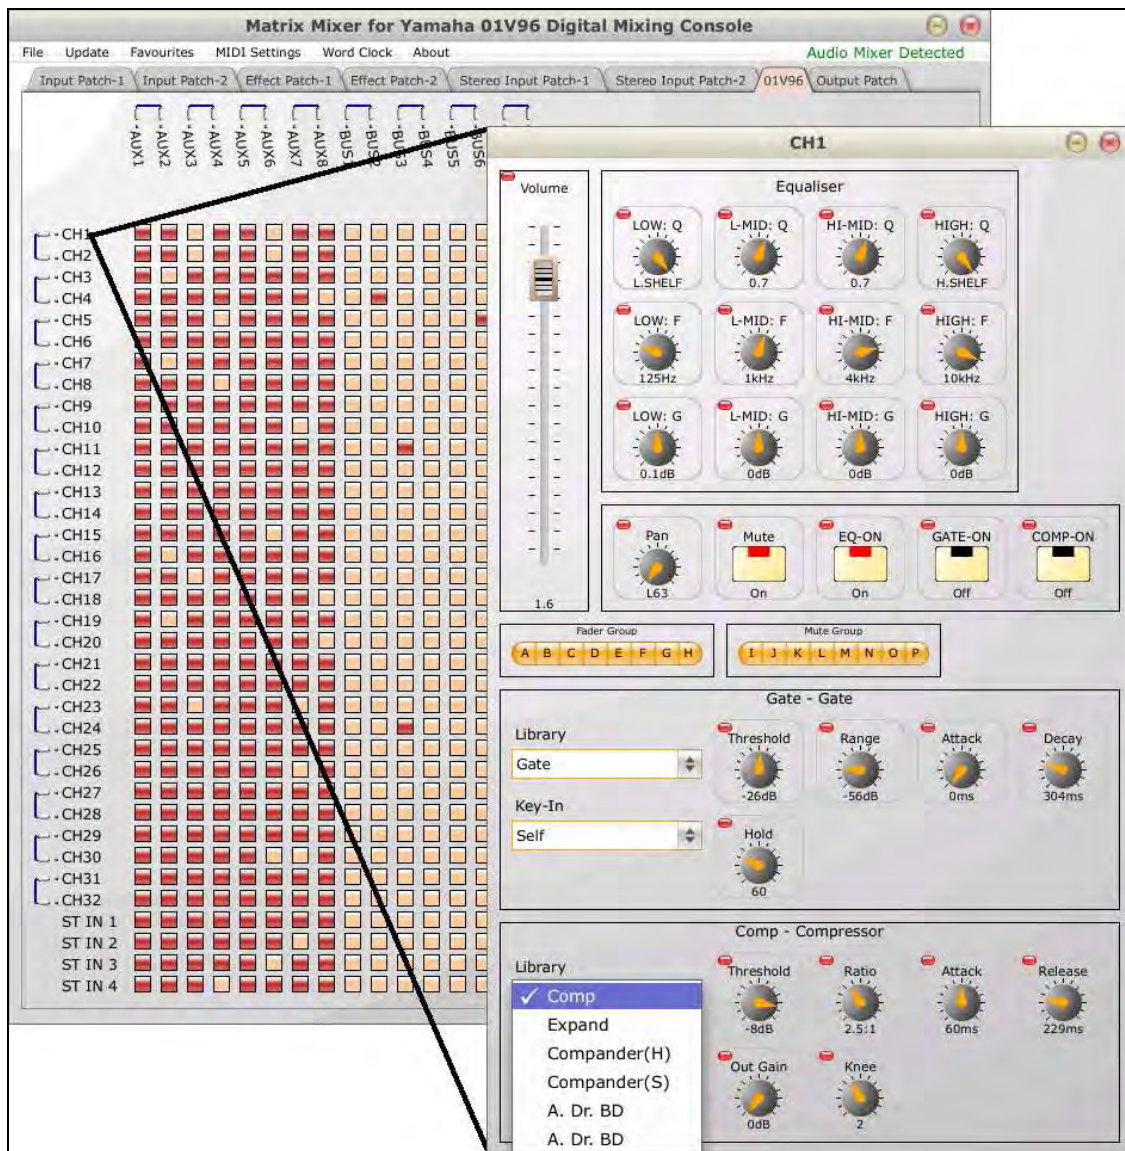 Matrix Mixer for Yamaha 01V96 Digital Mixing Console
File Update Favourites MIDI Settings Word Clock About Audio Mixer Detected
Input Patch-1 Input Patch-2 Effect Patch-1 Effect Patch-2 Stereo Input Patch-1 Stereo Input Patch-2 01V96 Output Patch
AUX1 AUX2 AUX3 AUX4 AUX5 AUX6 AUX7 AUX8 BUS1 BUS2 BUS3 BUS4 BUS5 BUS6
CH1
CH2
CH3
CH4
CH5
CH6
CH7
CH8
CH9
CH10
CH11
CH12
CH13
CH14
CH15
CH16
CH17
CH18
CH19
CH20
CH21
CH22
CH23
CH24
CH25
CH26
CH27
CH28
CH29
CH30
CH31
CH32
ST IN 1
ST IN 2
ST IN 3
ST IN 4
CH1
Volume
1.6
Equaliser
LOW: Q L-MID: Q HI-MID: Q HIGH: Q
L.SHELF 0.7 0.7 H.SHELF
LOW: F L-MID: F HI-MID: F HIGH: F
125Hz 1kHz 4kHz 10kHz
LOW: G L-MID: G HI-MID: G HIGH: G
0.1dB 0dB 0dB 0dB
Pan Mute EQ-ON GATE-ON COMP-ON
L63 On On Off Off
Fader Group
A B C D E F G H
Mute Group
I J K L M N O P
Gate - Gate
Library
Gate
Key-In
Self
Threshold Range Attack Decay
-26dB -56dB 0ms 304ms
Hold
60
Comp - Compressor
Library
✓ Comp
Expand
Compander(H)
Compander(S)
A. Dr. BD
A. Dr. BD
Threshold Ratio Attack Release
-8dB 2.5:1 60ms 229ms
Out Gain Knee
0dB 2